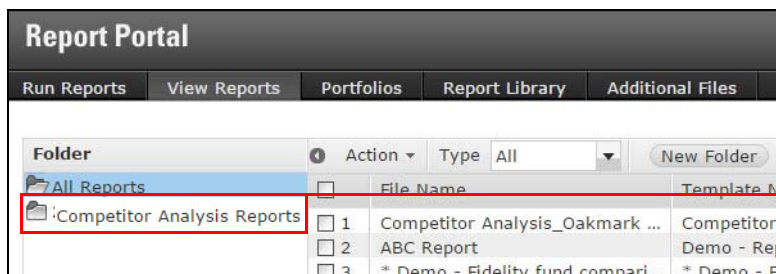 Report Portal
Run Reports View Reports Portfolios Report Library Additional Files
Folder Action Type All New Folder
All Reports File Name Template N
Competitor Analysis Reports
1 Competitor Analysis_Oakmark ... Competitor
2 ABC Report Demo - Rep
3 * Demo - Fidelity fund compari... * Demo - F